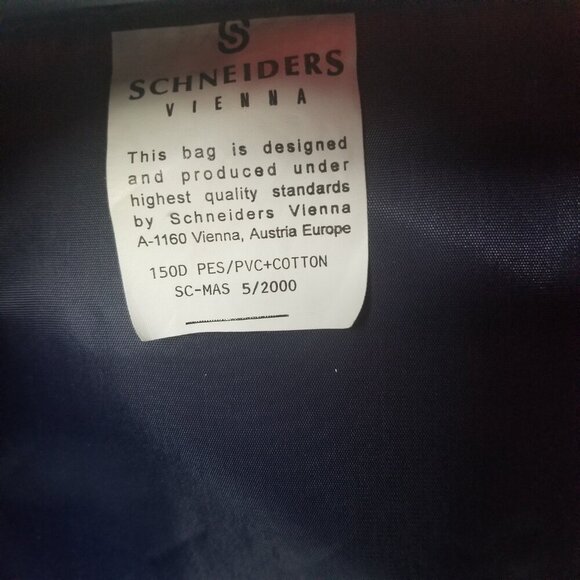 S
SCHNEIDERS
VIENNA
This bag is designed
and produced under
highest quality standards
by Schneiders Vienna
A-1160 Vienna, Austria Europe
150D PES/PVC+COTTON
SC-MAS 5/2000